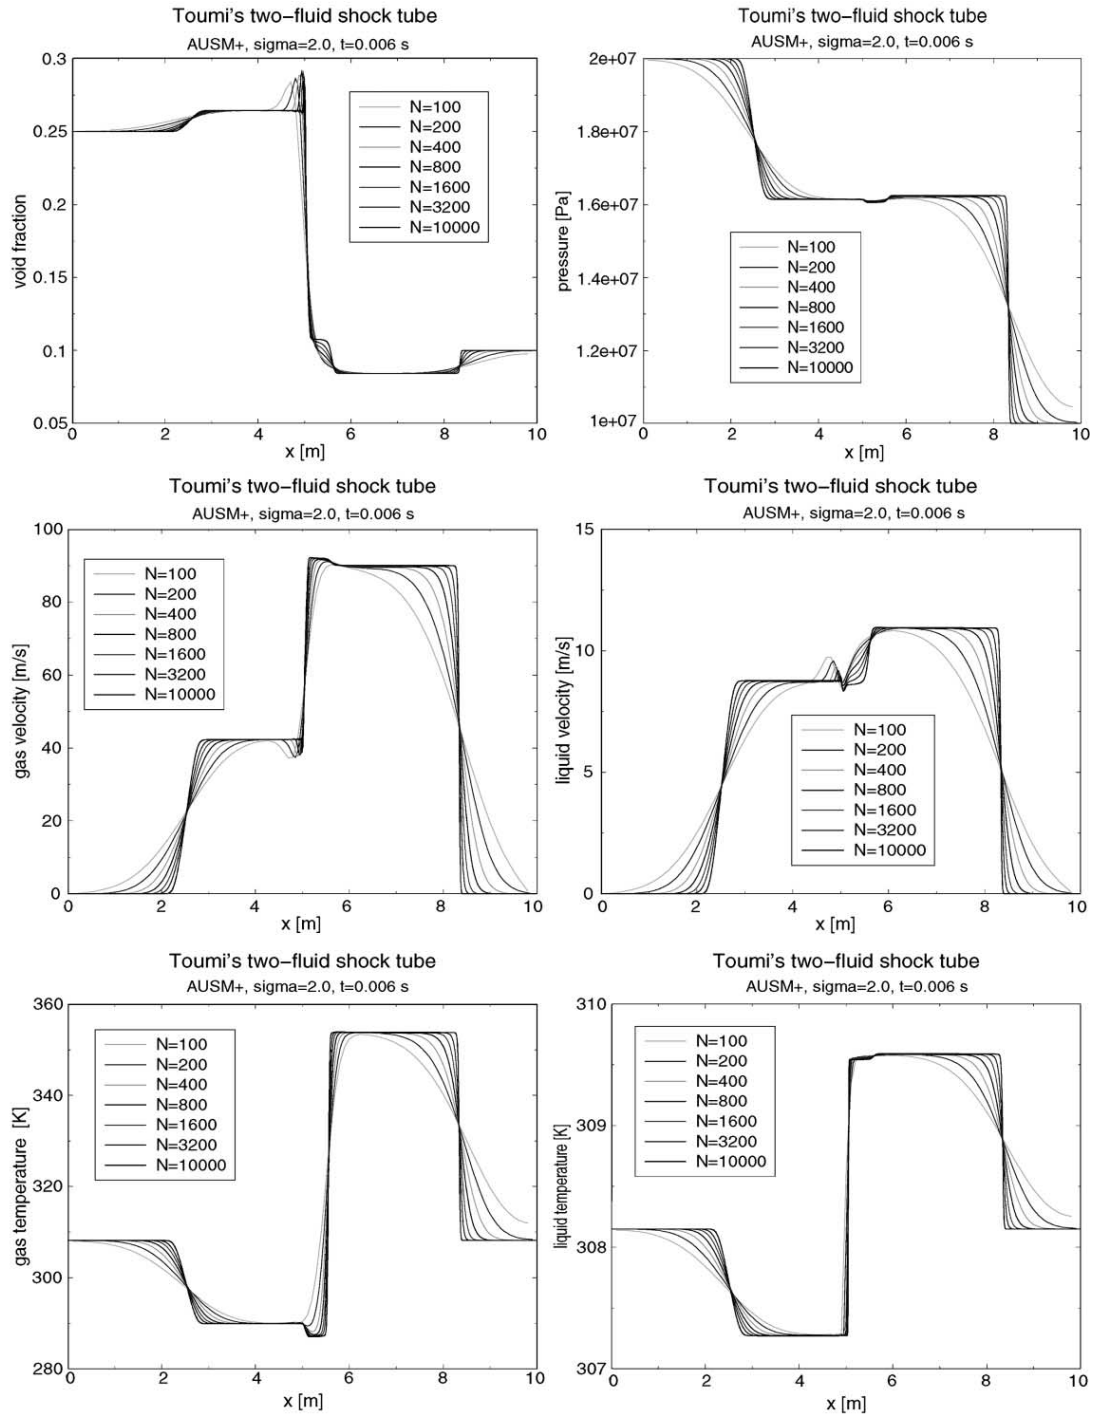 Toumi's two-fluid shock tube
AUSM+, sigma=2.0, t=0.006 s
0.3
0.25
0.2
0.15
0.1
0.05
void fraction
N=100
N=200
N=400
N=800
N=1600
N=3200
N=10000
0 2 4 6 8 10
x [m]
Toumi's two-fluid shock tube
AUSM+, sigma=2.0, t=0.006 s
2e+07
1.8e+07
1.6e+07
1.4e+07
1.2e+07
1e+07
pressure [Pa]
N=100
N=200
N=400
N=800
N=1600
N=3200
N=10000
0 2 4 6 8 10
x [m]
Toumi's two-fluid shock tube
AUSM+, sigma=2.0, t=0.006 s
100
80
60
40
20
0
gas velocity [m/s]
N=100
N=200
N=400
N=800
N=1600
N=3200
N=10000
0 2 4 6 8 10
x [m]
Toumi's two-fluid shock tube
AUSM+, sigma=2.0, t=0.006 s
15
10
5
0
liquid velocity [m/s]
N=100
N=200
N=400
N=800
N=1600
N=3200
N=10000
0 2 4 6 8 10
x [m]
Toumi's two-fluid shock tube
AUSM+, sigma=2.0, t=0.006 s
360
340
320
300
280
gas temperature [K]
N=100
N=200
N=400
N=800
N=1600
N=3200
N=10000
0 2 4 6 8 10
x [m]
Toumi's two-fluid shock tube
AUSM+, sigma=2.0, t=0.006 s
310
309
308
307
liquid temperature [K]
N=100
N=200
N=400
N=800
N=1600
N=3200
N=10000
0 2 4 6 8 10
x [m]